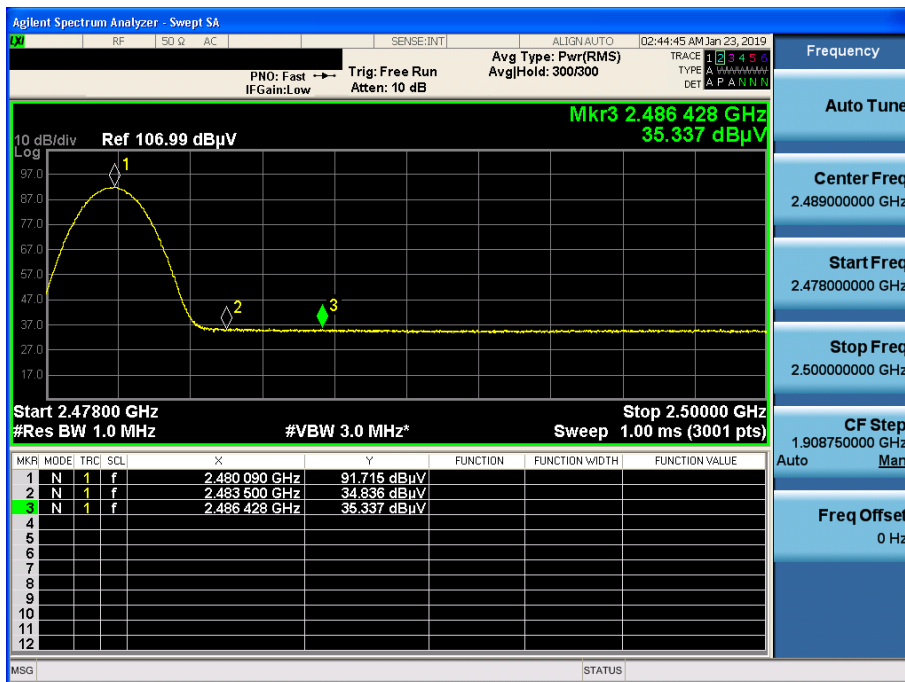 Agilent Spectrum Analyzer - Swept SA
LXI RF 50 Ω AC SENSE:INT ALIGN AUTO 02:44:45 AM Jan 23, 2019
Frequency
PNO: Fast Trig: Free Run Avg Type: Pwr(RMS) TRACE 1 2 3 4 5 6
IFGain:Low Atten: 10 dB Avg|Hold: 300/300 TYPE A WWWWW
DET A P A N N N
Auto Tune
Mkr3 2.486 428 GHz
35.337 dBµV
10 dB/div Ref 106.99 dBµV
Log
97.0
87.0
77.0
67.0
57.0
47.0
37.0
27.0
17.0
1
2
3
Center Freq
2.489000000 GHz
Start Freq
2.478000000 GHz
Stop Freq
2.500000000 GHz
Start 2.47800 GHz Stop 2.50000 GHz
#Res BW 1.0 MHz #VBW 3.0 MHz* Sweep 1.00 ms (3001 pts)
CF Step
1.908750000 GHz
Auto Man
MKR MODE TRC SCL X Y FUNCTION FUNCTION WIDTH FUNCTION VALUE
1 N 1 f 2.480 090 GHz 91.715 dBµV
2 N 1 f 2.483 500 GHz 34.836 dBµV
3 N 1 f 2.486 428 GHz 35.337 dBµV
4
5
6
7
8
9
10
11
12
Freq Offset
0 Hz
MSG STATUS